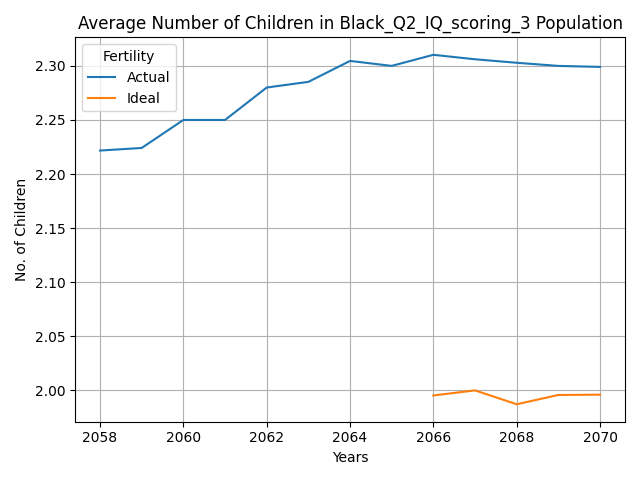 Average Number of Children in Black_Q2_IQ_scoring_3 Population
Fertility
Actual
Ideal
No. of Children
2.30
2.25
2.20
2.15
2.10
2.05
2.00
2058 2060 2062 2064 2066 2068 2070
Years